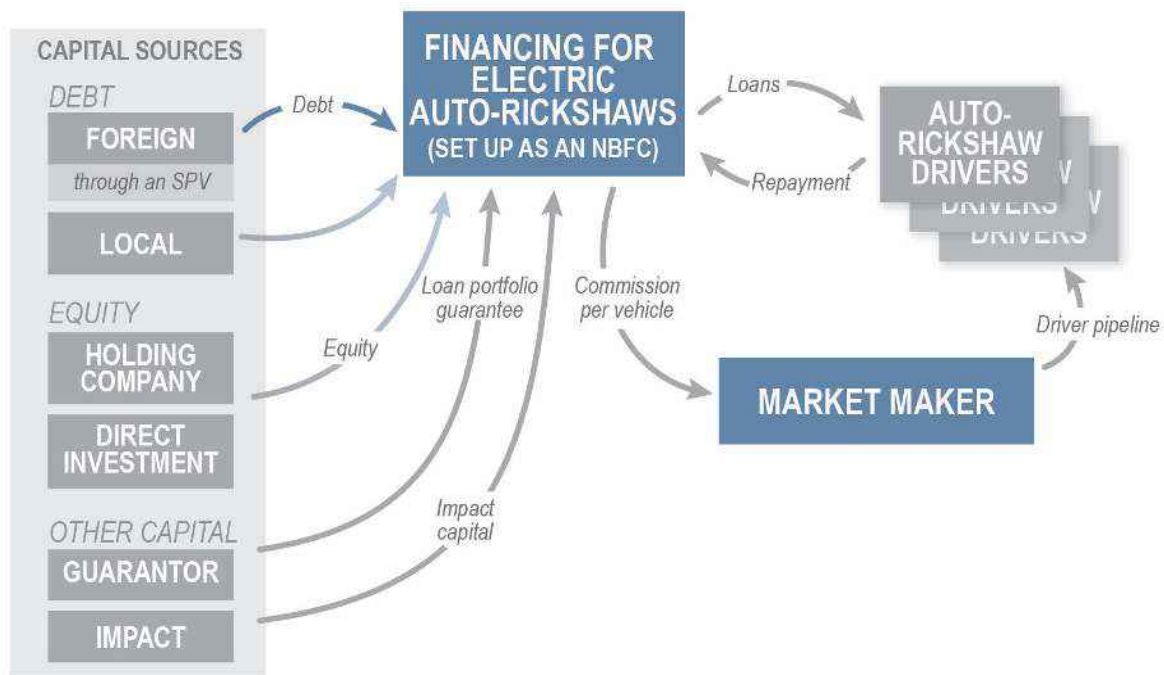 CAPITAL SOURCES
DEBT
FOREIGN
through an SPV
LOCAL
EQUITY
HOLDING
COMPANY
DIRECT
INVESTMENT
OTHER CAPITAL
GUARANTOR
IMPACT
Debt
Equity
Loan portfolio
guarantee
Impact
capital
FINANCING FOR
ELECTRIC
AUTO-RICKSHAWS
(SET UP AS AN NBFC)
Loans
Repayment
Commission
per vehicle
AUTO-
RICKSHAW
DRIVERS
W
DRIVERS W
DRIVERS
Driver pipeline
MARKET MAKER